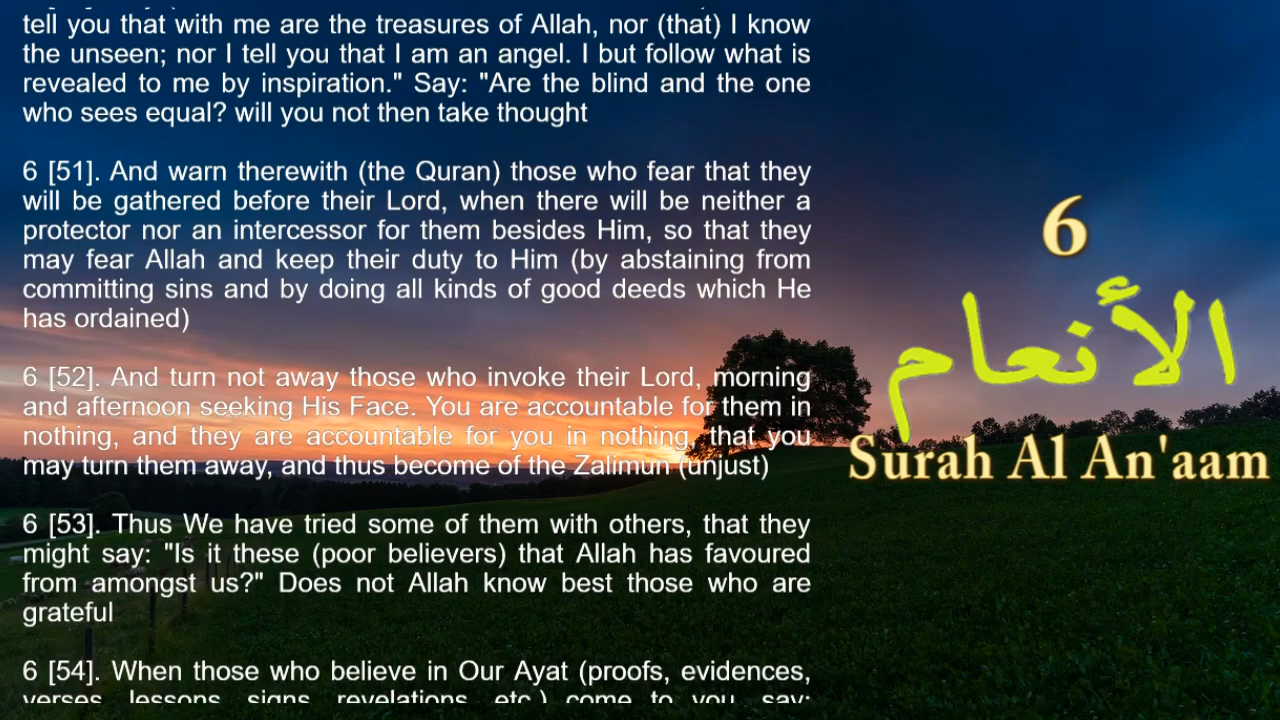 tell you that with me are the treasures of Allah, nor (that) I know
the unseen; nor I tell you that I am an angel. I but follow what is
revealed to me by inspiration." Say: "Are the blind and the one
who sees equal? will you not then take thought
6 [51]. And warn therewith (the Quran) those who fear that they
will be gathered before their Lord, when there will be neither a
protector nor an intercessor for them besides Him, so that they
may fear Allah and keep their duty to Him (by abstaining from
committing sins and by doing all kinds of good deeds which He
has ordained)
6 [52]. And turn not away those who invoke their Lord, morning
and afternoon seeking His Face. You are accountable for them in
nothing, and they are accountable for you in nothing, that you
may turn them away, and thus become of the Zalimun (unjust)
6 [53]. Thus We have tried some of them with others, that they
might say: "Is it these (poor believers) that Allah has favoured
from amongst us?" Does not Allah know best those who are
grateful
6 [54]. When those who believe in Our Ayat (proofs, evidences,
verses, lessons, signs, revelations, etc.) come to you, say:
6
الأنعام
Surah Al An'aam